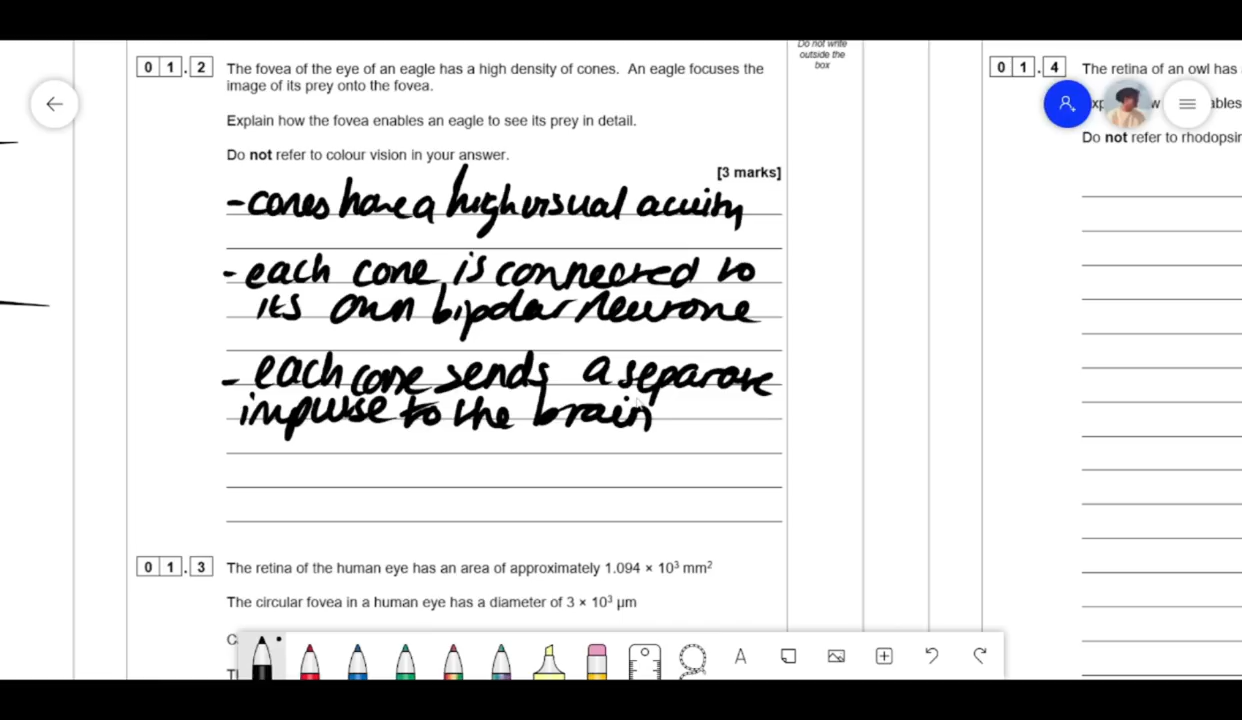 Do not write
outside the
box
0 1 . 2 The fovea of the eye of an eagle has a high density of cones. An eagle focuses the
image of its prey onto the fovea.
Explain how the fovea enables an eagle to see its prey in detail.
Do not refer to colour vision in your answer.
[3 marks]
- cones have a high visual acuity
- each cone is connected to
its own bipolar neurone
- each cone sends a separate
impulse to the brain
0 1 . 3 The retina of the human eye has an area of approximately 1.094 × 10³ mm²
The circular fovea in a human eye has a diameter of 3 × 10³ µm
0 1 . 4 The retina of an owl has
Do not refer to
A